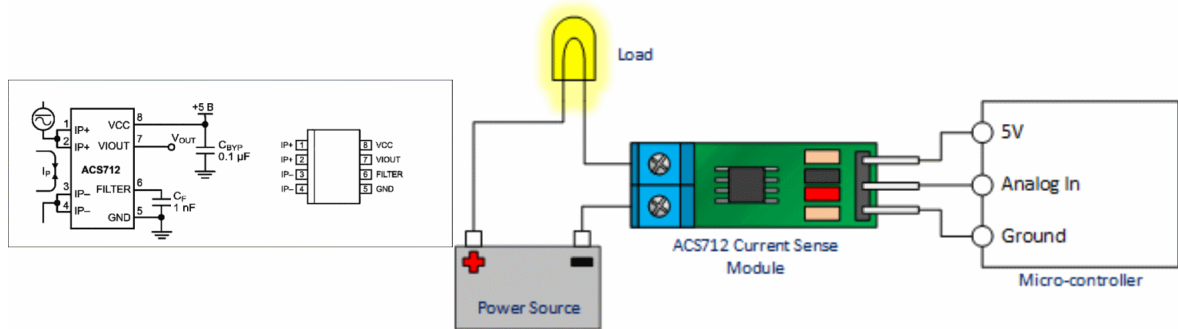 Load
+5 В
1
IP+
2
IP+
VCC
8
VIOUT
7
VOUT
CBYP
0.1 µF
ACS712
IP
3
IP–
4
IP–
FILTER
6
GND
5
CF
1 nF
IP+ 1
IP+ 2
IP– 3
IP– 4
8 VCC
7 VIOUT
6 FILTER
5 GND
5V
Analog In
Ground
ACS712 Current Sense
Module
Micro-controller
+
-
Power Source